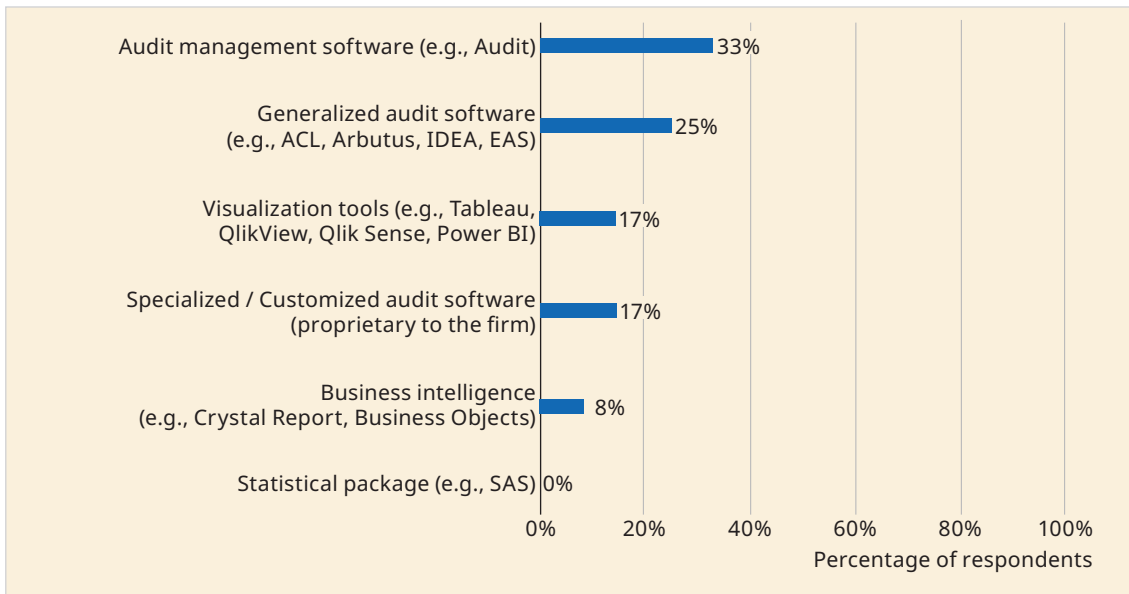 Audit management software (e.g., Audit) 33%
Generalized audit software
(e.g., ACL, Arbutus, IDEA, EAS) 25%
Visualization tools (e.g., Tableau,
QlikView, Qlik Sense, Power BI) 17%
Specialized / Customized audit software
(proprietary to the firm) 17%
Business intelligence
(e.g., Crystal Report, Business Objects) 8%
Statistical package (e.g., SAS) 0%
0% 20% 40% 60% 80% 100%
Percentage of respondents